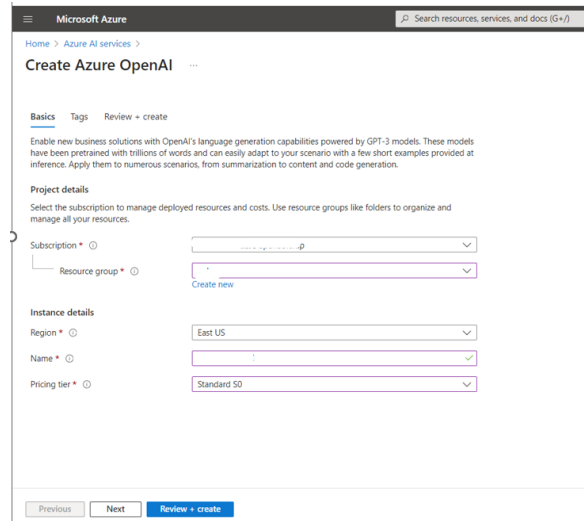 Microsoft Azure
Search resources, services, and docs (G+/)
Home > Azure AI services >
Create Azure OpenAI ...
Basics Tags Review + create
Enable new business solutions with OpenAI's language generation capabilities powered by GPT-3 models. These models
have been pretrained with trillions of words and can easily adapt to your scenario with a few short examples provided at
inference. Apply them to numerous scenarios, from summarization to content and code generation.
Project details
Select the subscription to manage deployed resources and costs. Use resource groups like folders to organize and
manage all your resources.
Subscription *
Resource group *
Create new
Instance details
Region * East US
Name *
Pricing tier * Standard S0
Previous Next Review + create